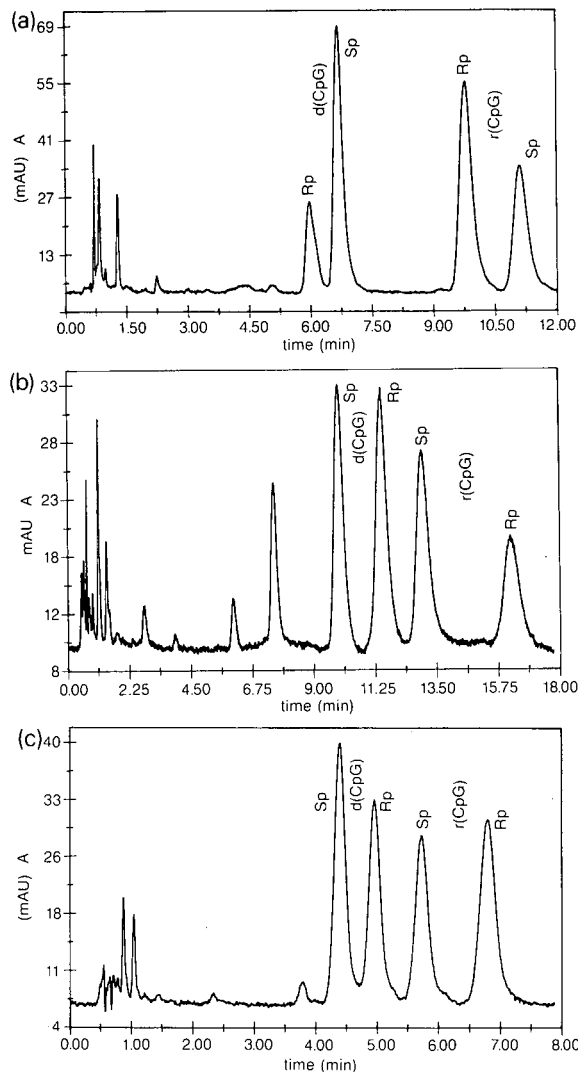 (a)
(mAU) A
69
55
41
27
13
Rp
d(CpG)
Sp
Rp
r(CpG)
Sp
0.00 1.50 3.00 4.50 6.00 7.50 9.00 10.50 12.00
time (min)
(b)
mAU A
33
28
23
18
12
8
Sp
d(CpG)
Rp
Sp
r(CpG)
Rp
0.00 2.25 4.50 6.75 9.00 11.25 13.50 15.75 18.00
time (min)
(c)
(mAU) A
40
33
26
18
11
4
Sp
d(CpG)
Rp
Sp
r(CpG)
Rp
0.00 1.00 2.00 3.00 4.00 5.00 6.00 7.00 8.00
time (min)